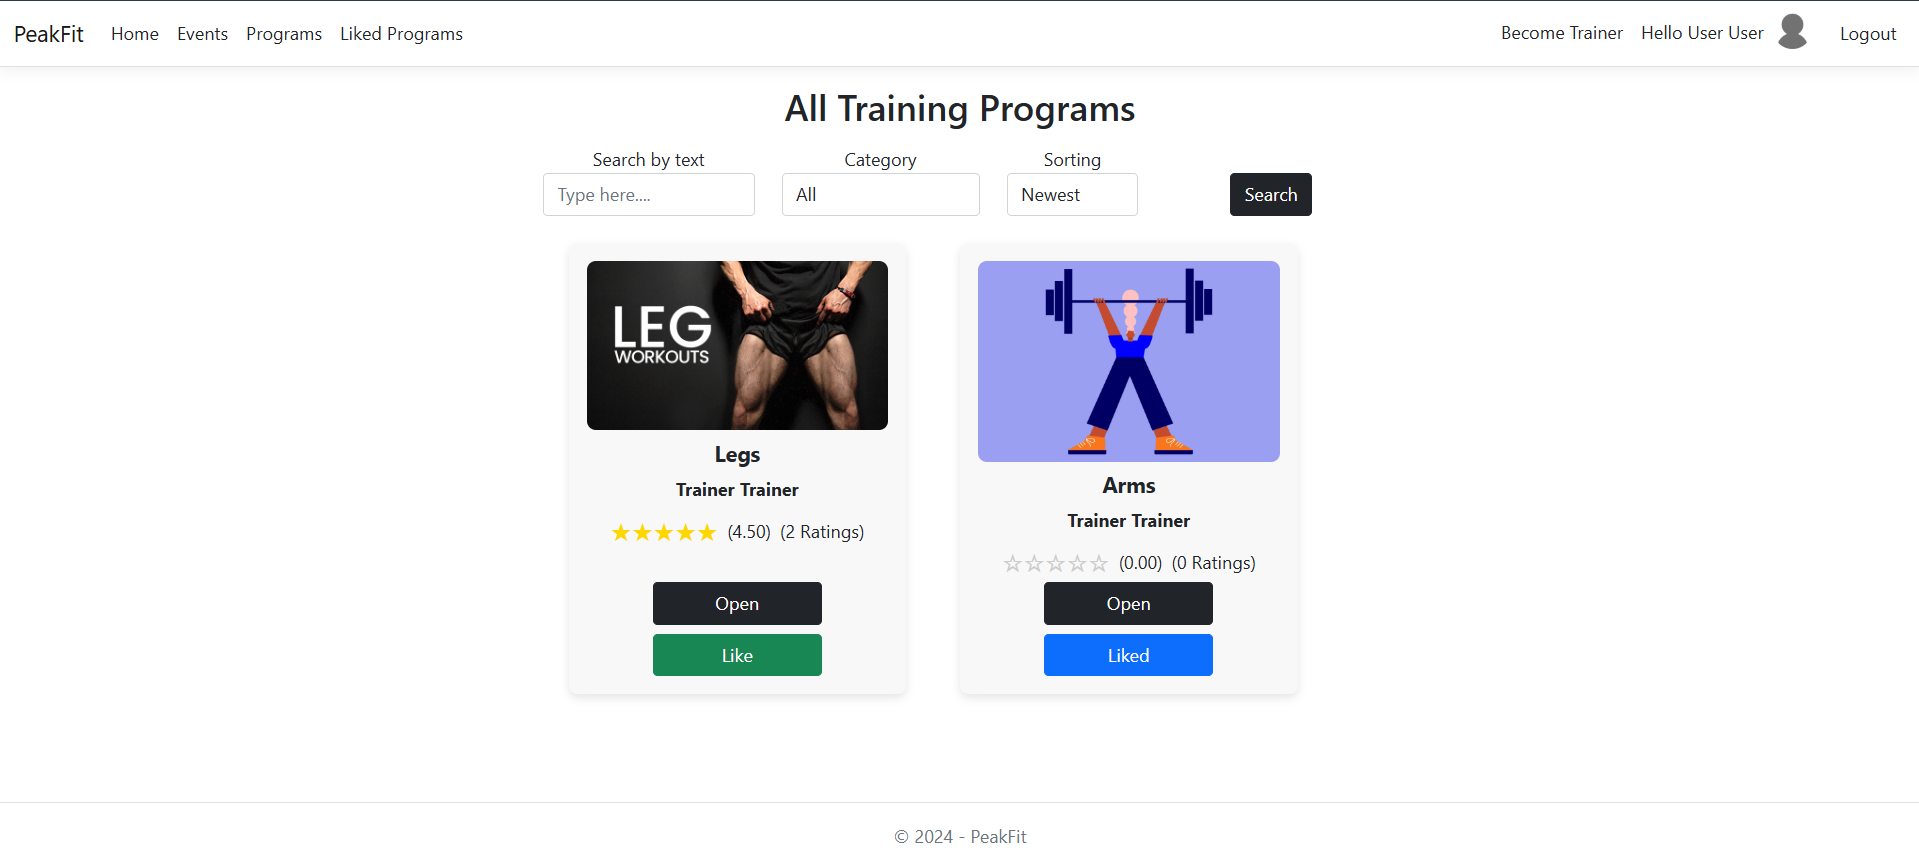 PeakFit Home Events Programs Liked Programs Become Trainer Hello User User Logout
All Training Programs
Search by text Category Sorting
Type here.... All Newest Search
LEG
WORKOUTS
Legs
Trainer Trainer
★★★★★ (4.50) (2 Ratings)
Open
Like
Arms
Trainer Trainer
☆☆☆☆☆ (0.00) (0 Ratings)
Open
Liked
© 2024 - PeakFit